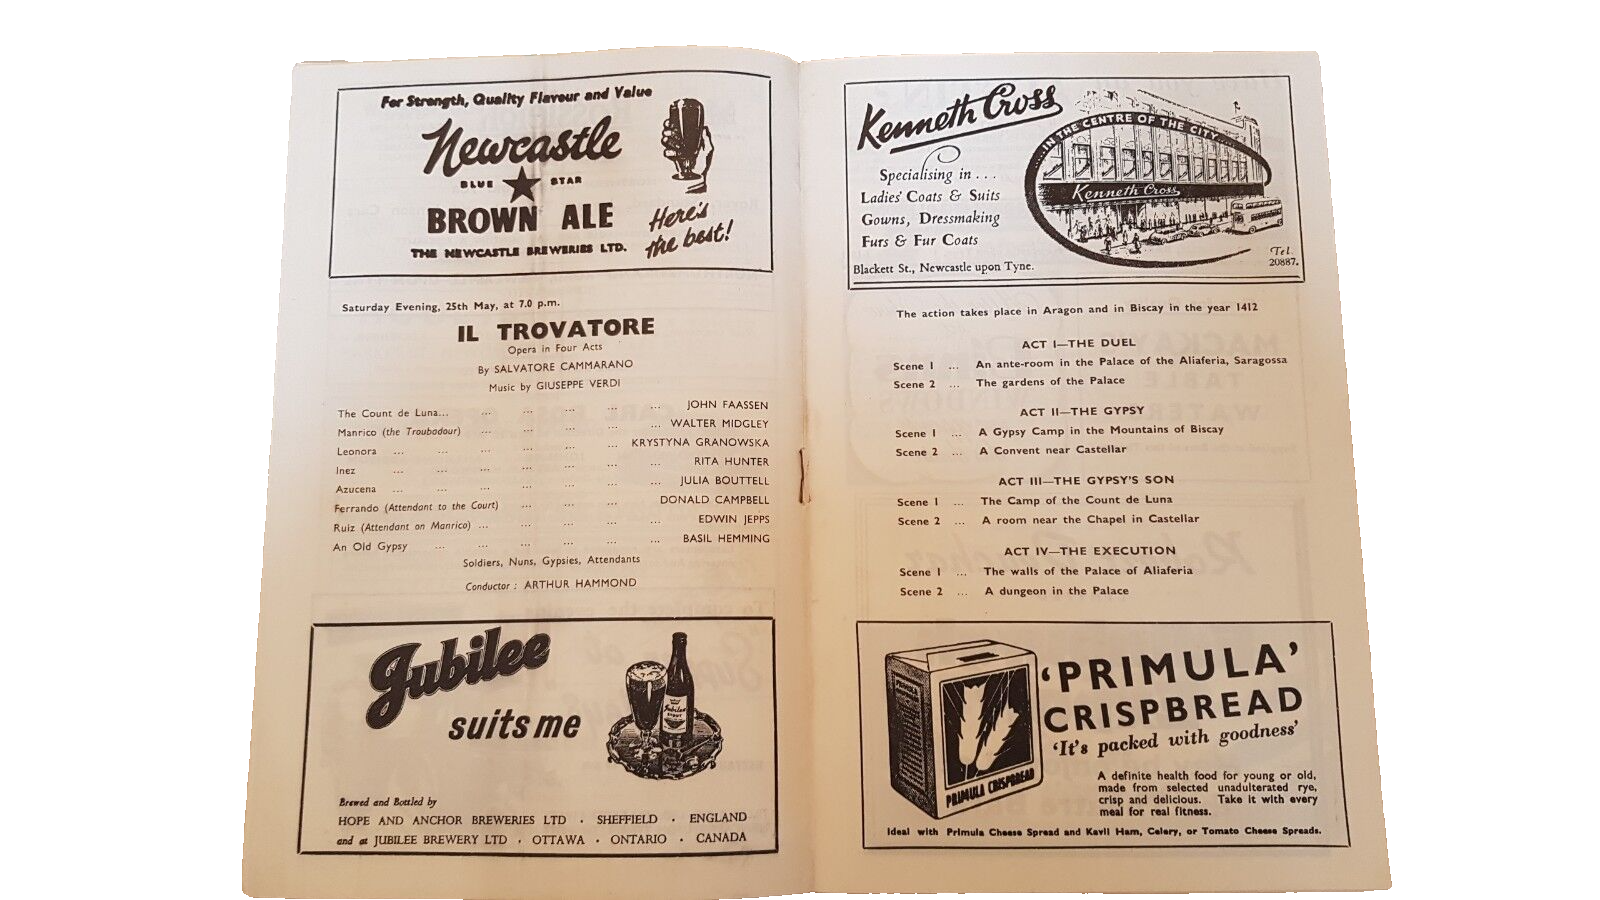 For Strength, Quality Flavour and Value
Newcastle
BLUE STAR
BROWN ALE
THE NEWCASTLE BREWERIES LTD.
Here's
the best!
Saturday Evening, 25th May, at 7.0 p.m.
IL TROVATORE
Opera in Four Acts
By SALVATORE CAMMARANO
Music by GIUSEPPE VERDI
The Count de Luna... ... ... ... ... JOHN FAASSEN
Manrico (the Troubadour) ... ... ... ... WALTER MIDGLEY
Leonora ... ... ... ... ... KRYSTYNA GRANOWSKA
Inez ... ... ... ... ... ... RITA HUNTER
Azucena ... ... ... ... ... ... JULIA BOUTTELL
Ferrando (Attendant to the Court) ... ... ... DONALD CAMPBELL
Ruiz (Attendant on Manrico) ... ... ... ... ... EDWIN JEPPS
An Old Gypsy ... ... ... ... ... ... BASIL HEMMING
Soldiers, Nuns, Gypsies, Attendants
Conductor : ARTHUR HAMMOND
Jubilee
suits me
Jubilee
STOUT
Brewed and Bottled by
HOPE AND ANCHOR BREWERIES LTD · SHEFFIELD · ENGLAND
and at JUBILEE BREWERY LTD · OTTAWA · ONTARIO · CANADA
Kenneth Cross
IN THE CENTRE OF THE CITY
Kenneth Cross
Specialising in . . .
Ladies' Coats & Suits
Gowns, Dressmaking
Furs & Fur Coats
Blackett St., Newcastle upon Tyne.
Tel.
20887.
The action takes place in Aragon and in Biscay in the year 1412
ACT I—THE DUEL
Scene 1 ... An ante-room in the Palace of the Aliaferia, Saragossa
Scene 2 ... The gardens of the Palace
ACT II—THE GYPSY
Scene 1 ... A Gypsy Camp in the Mountains of Biscay
Scene 2 ... A Convent near Castellar
ACT III—THE GYPSY'S SON
Scene 1 ... The Camp of the Count de Luna
Scene 2 ... A room near the Chapel in Castellar
ACT IV—THE EXECUTION
Scene 1 ... The walls of the Palace of Aliaferia
Scene 2 ... A dungeon in the Palace
PRIMULA CRISPBREAD
'PRIMULA'
CRISPBREAD
'It's packed with goodness'
A definite health food for young or old,
made from selected unadulterated rye,
crisp and delicious. Take it with every
meal for real fitness.
Ideal with Primula Cheese Spread and Kavli Ham, Celery, or Tomato Cheese Spreads.